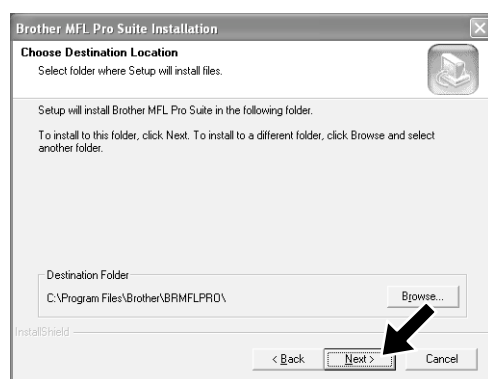 Brother MFL Pro Suite Installation
Choose Destination Location
Select folder where Setup will install files.
Setup will install Brother MFL Pro Suite in the following folder.
To install to this folder, click Next. To install to a different folder, click Browse and select
another folder.
Destination Folder
C:\Program Files\Brother\BRMFLPRO\
Browse...
InstallShield
< Back
Next >
Cancel